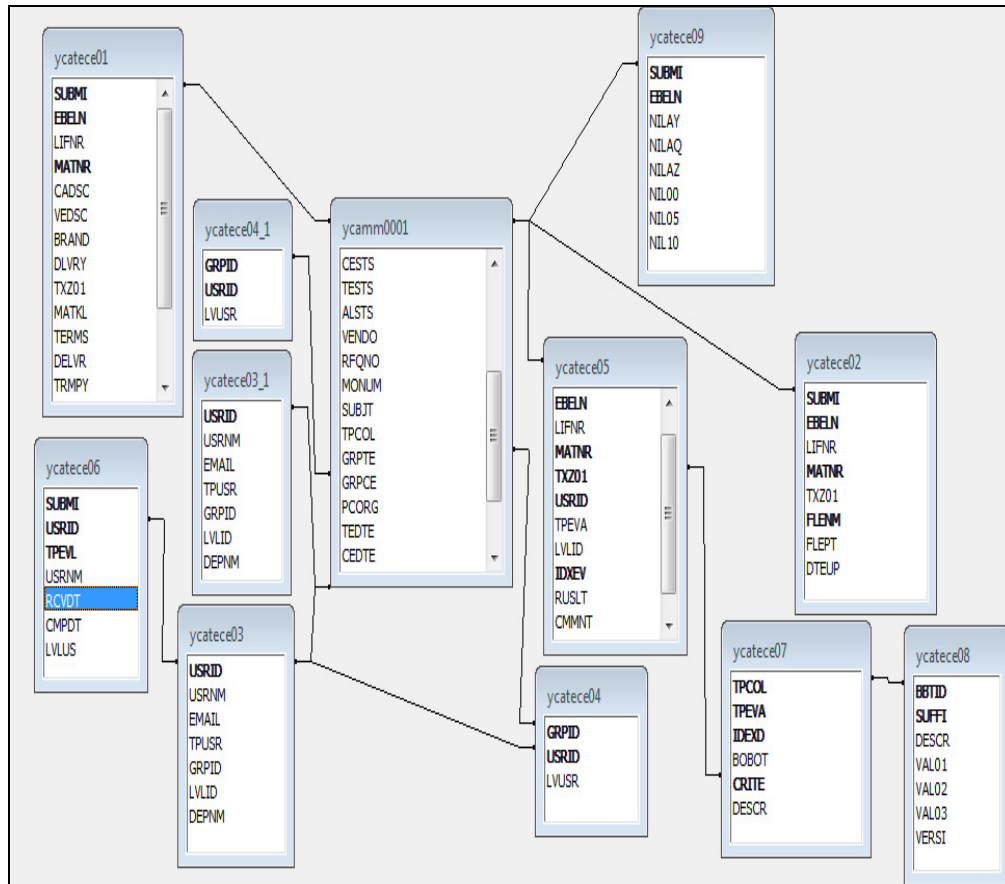 ycatece01
SUBMI
EBELN
LIFNR
MATNR
CADSC
VEDSC
BRAND
DLVRY
TXZ01
MATKL
TERMS
DELVR
TRMPY
ycatece04_1
GRPID
USRID
LVUSR
ycatece03_1
USRID
USRNM
EMAIL
TPUSR
GRPID
LVLID
DEPNM
ycatece06
SUBMI
USRID
TPEVL
USRNM
RCVDT
CMPDT
LVLUS
ycatece03
USRID
USRNM
EMAIL
TPUSR
GRPID
LVLID
DEPNM
ycamm0001
CESTS
TESTS
ALSTS
VENDO
RFQNO
MONUM
SUBJT
TPCOL
GRPTE
GRPCE
PCORG
TEDTE
CEDTE
ycatece09
SUBMI
EBELN
NILAY
NILAQ
NILAZ
NIL00
NIL05
NIL10
ycatece05
EBELN
LIFNR
MATNR
TXZ01
USRID
TPEVA
LVLID
IDXEV
RUSLT
CMMNT
ycatece02
SUBMI
EBELN
LIFNR
MATNR
TXZ01
FLENM
FLEPT
DTEUP
ycatece04
GRPID
USRID
LVUSR
ycatece07
TPCOL
TPEVA
IDEXD
BOBOT
CRITE
DESCR
ycatece08
BBTID
SUFFI
DESCR
VAL01
VAL02
VAL03
VERSI